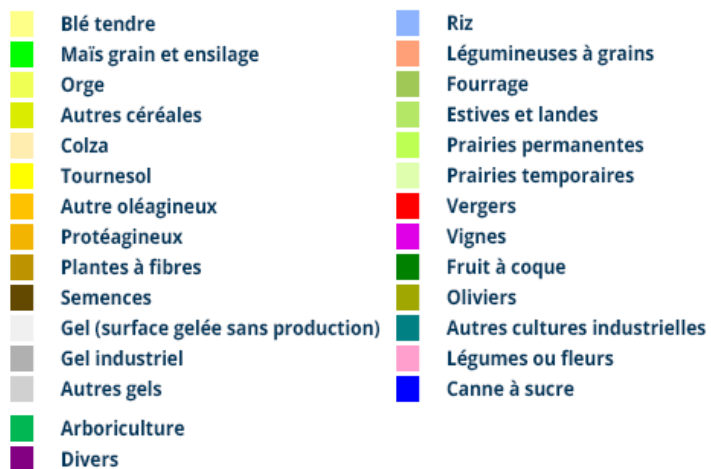 Blé tendre
Maïs grain et ensilage
Orge
Autres céréales
Colza
Tournesol
Autre oléagineux
Protéagineux
Plantes à fibres
Semences
Gel (surface gelée sans production)
Gel industriel
Autres gels
Arboriculture
Divers
Riz
Légumineuses à grains
Fourrage
Estives et landes
Prairies permanentes
Prairies temporaires
Vergers
Vignes
Fruit à coque
Oliviers
Autres cultures industrielles
Légumes ou fleurs
Canne à sucre